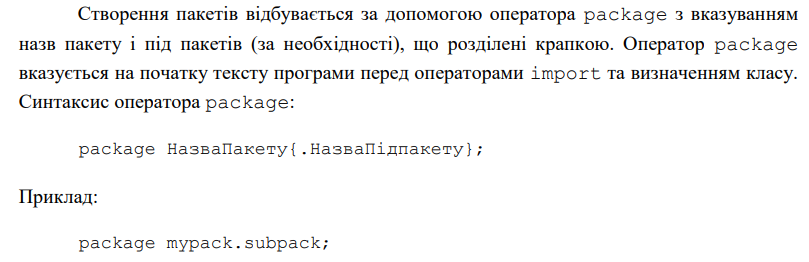 Створення пакетів відбувається за допомогою оператора package з вказуванням
назв пакету і під пакетів (за необхідності), що розділені крапкою. Оператор package
вказується на початку тексту програми перед операторами import та визначенням класу.
Синтаксис оператора package:
package НазваПакету{.НазваПідпакету};
Приклад:
package mypack.subpack;